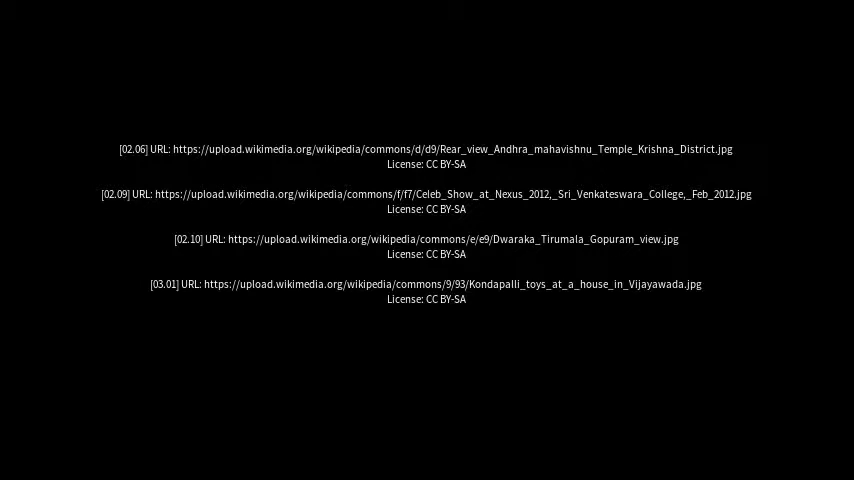 [02.06] URL: https://upload.wikimedia.org/wikipedia/commons/d/d9/Rear_view_Andhra_mahavishnu_Temple_Krishna_District.jpg
License: CC BY-SA
[02.09] URL: https://upload.wikimedia.org/wikipedia/commons/f/f7/Celeb_Show_at_Nexus_2012,_Sri_Venkateswara_College,_Feb_2012.jpg
License: CC BY-SA
[02.10] URL: https://upload.wikimedia.org/wikipedia/commons/e/e9/Dwaraka_Tirumala_Gopuram_view.jpg
License: CC BY-SA
[03.01] URL: https://upload.wikimedia.org/wikipedia/commons/9/93/Kondapalli_toys_at_a_house_in_Vijayawada.jpg
License: CC BY-SA